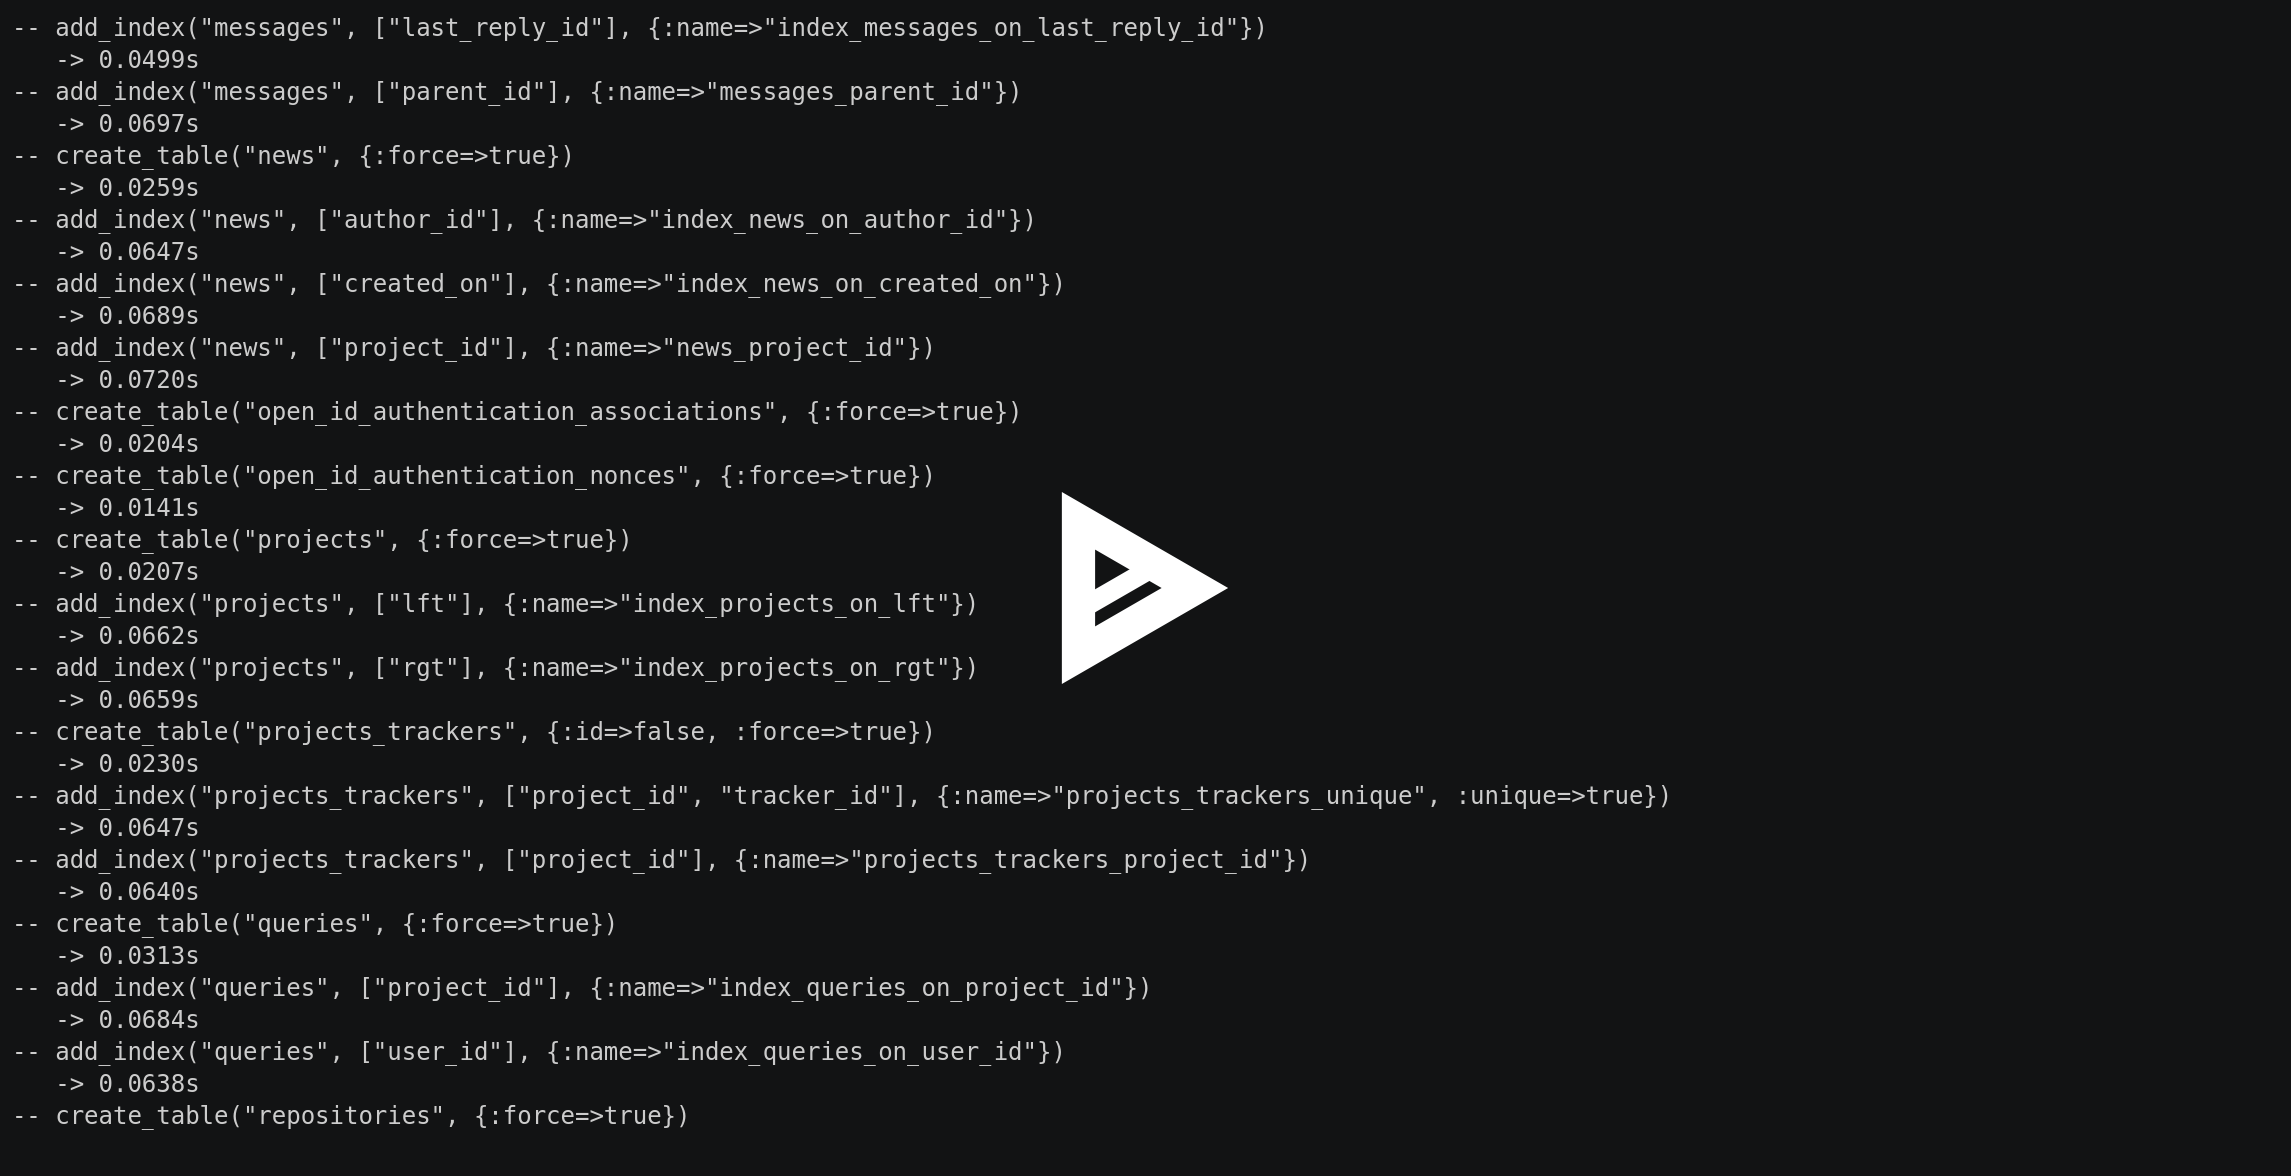 -- add_index("messages", ["last_reply_id"], {:name=>"index_messages_on_last_reply_id"})
   -> 0.0499s
-- add_index("messages", ["parent_id"], {:name=>"messages_parent_id"})
   -> 0.0697s
-- create_table("news", {:force=>true})
   -> 0.0259s
-- add_index("news", ["author_id"], {:name=>"index_news_on_author_id"})
   -> 0.0647s
-- add_index("news", ["created_on"], {:name=>"index_news_on_created_on"})
   -> 0.0689s
-- add_index("news", ["project_id"], {:name=>"news_project_id"})
   -> 0.0720s
-- create_table("open_id_authentication_associations", {:force=>true})
   -> 0.0204s
-- create_table("open_id_authentication_nonces", {:force=>true})
   -> 0.0141s
-- create_table("projects", {:force=>true})
   -> 0.0207s
-- add_index("projects", ["lft"], {:name=>"index_projects_on_lft"})
   -> 0.0662s
-- add_index("projects", ["rgt"], {:name=>"index_projects_on_rgt"})
   -> 0.0659s
-- create_table("projects_trackers", {:id=>false, :force=>true})
   -> 0.0230s
-- add_index("projects_trackers", ["project_id", "tracker_id"], {:name=>"projects_trackers_unique", :unique=>true})
   -> 0.0647s
-- add_index("projects_trackers", ["project_id"], {:name=>"projects_trackers_project_id"})
   -> 0.0640s
-- create_table("queries", {:force=>true})
   -> 0.0313s
-- add_index("queries", ["project_id"], {:name=>"index_queries_on_project_id"})
   -> 0.0684s
-- add_index("queries", ["user_id"], {:name=>"index_queries_on_user_id"})
   -> 0.0638s
-- create_table("repositories", {:force=>true})